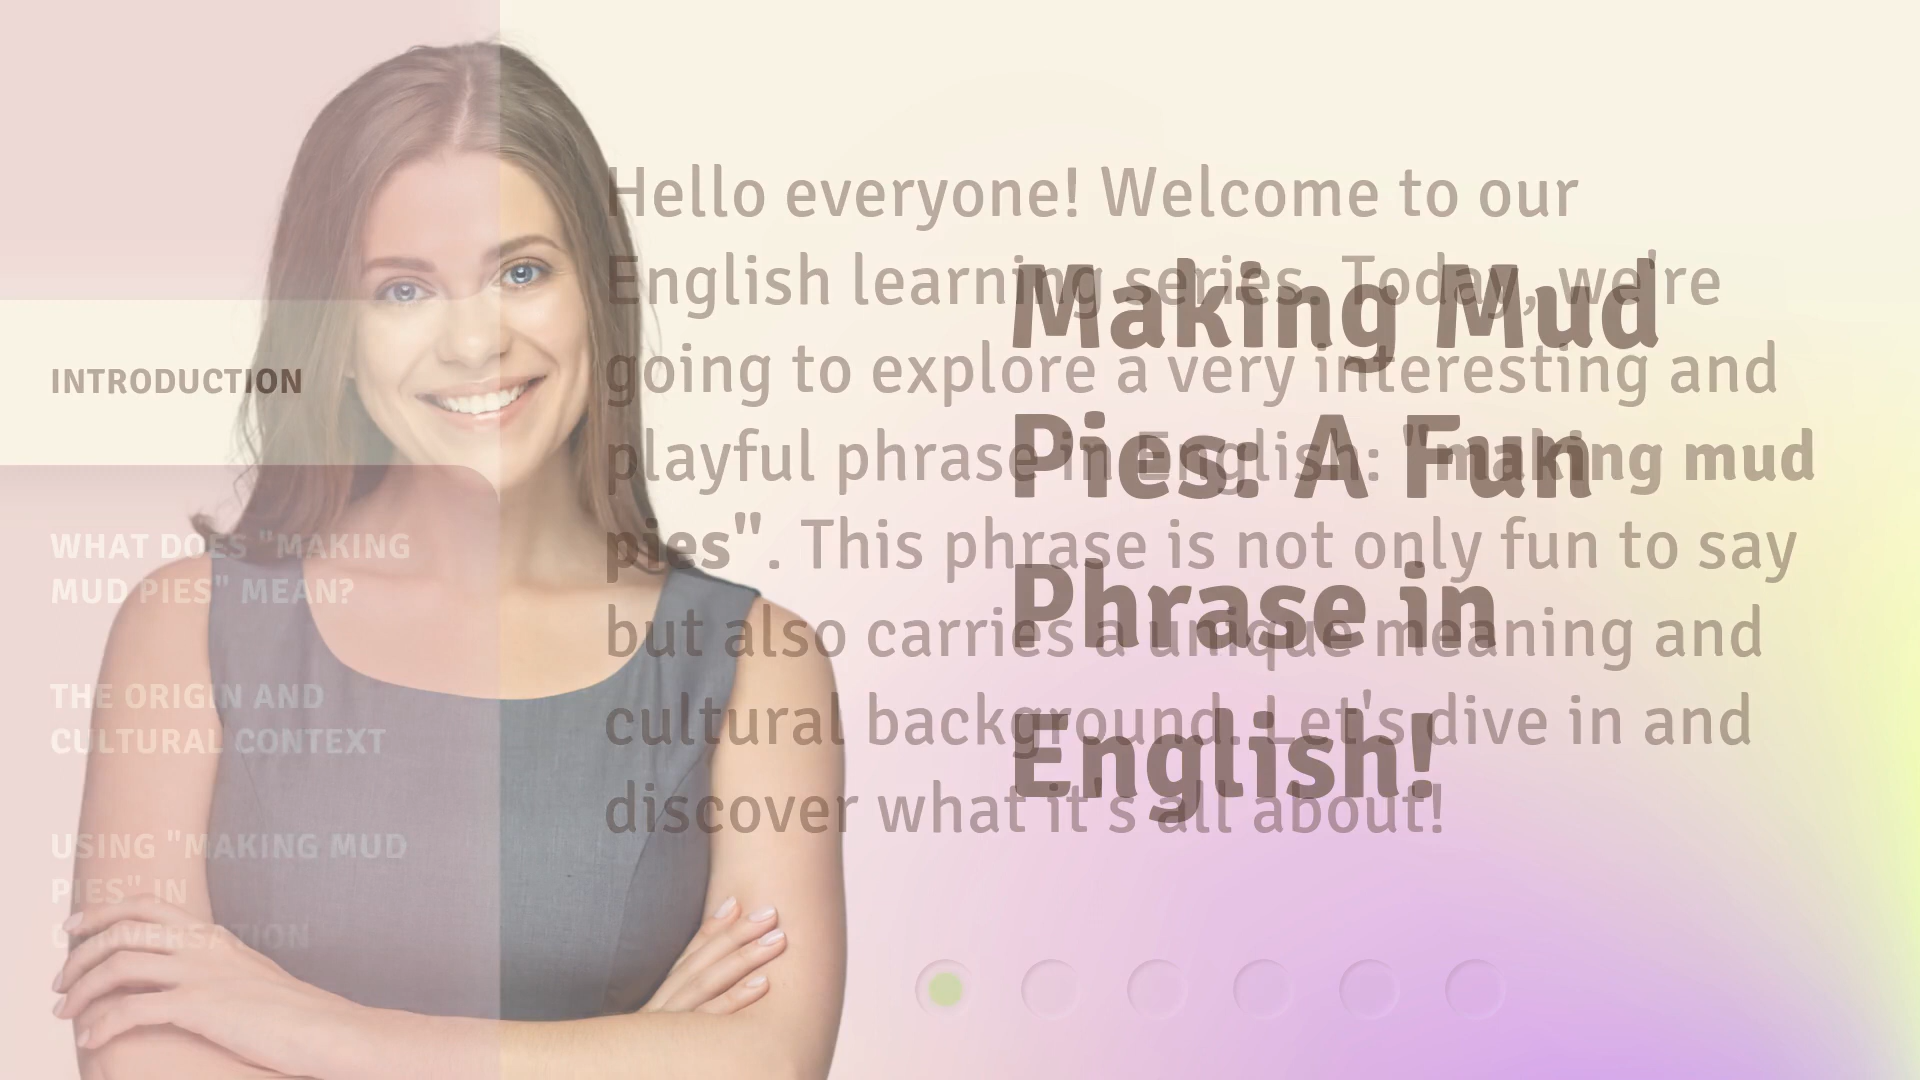 INTRODUCTION
WHAT DOES "MAKING
MUD PIES" MEAN?
THE ORIGIN AND
CULTURAL CONTEXT
USING "MAKING MUD
PIES" IN
CONVERSATION
Hello everyone! Welcome to our
English learning series. Today, we're
going to explore a very interesting and
playful phrase in English: "making mud
pies". This phrase is not only fun to say
but also carries a unique meaning and
cultural background. Let's dive in and
discover what it's all about!
Making Mud
Pies: A Fun
Phrase in
English!